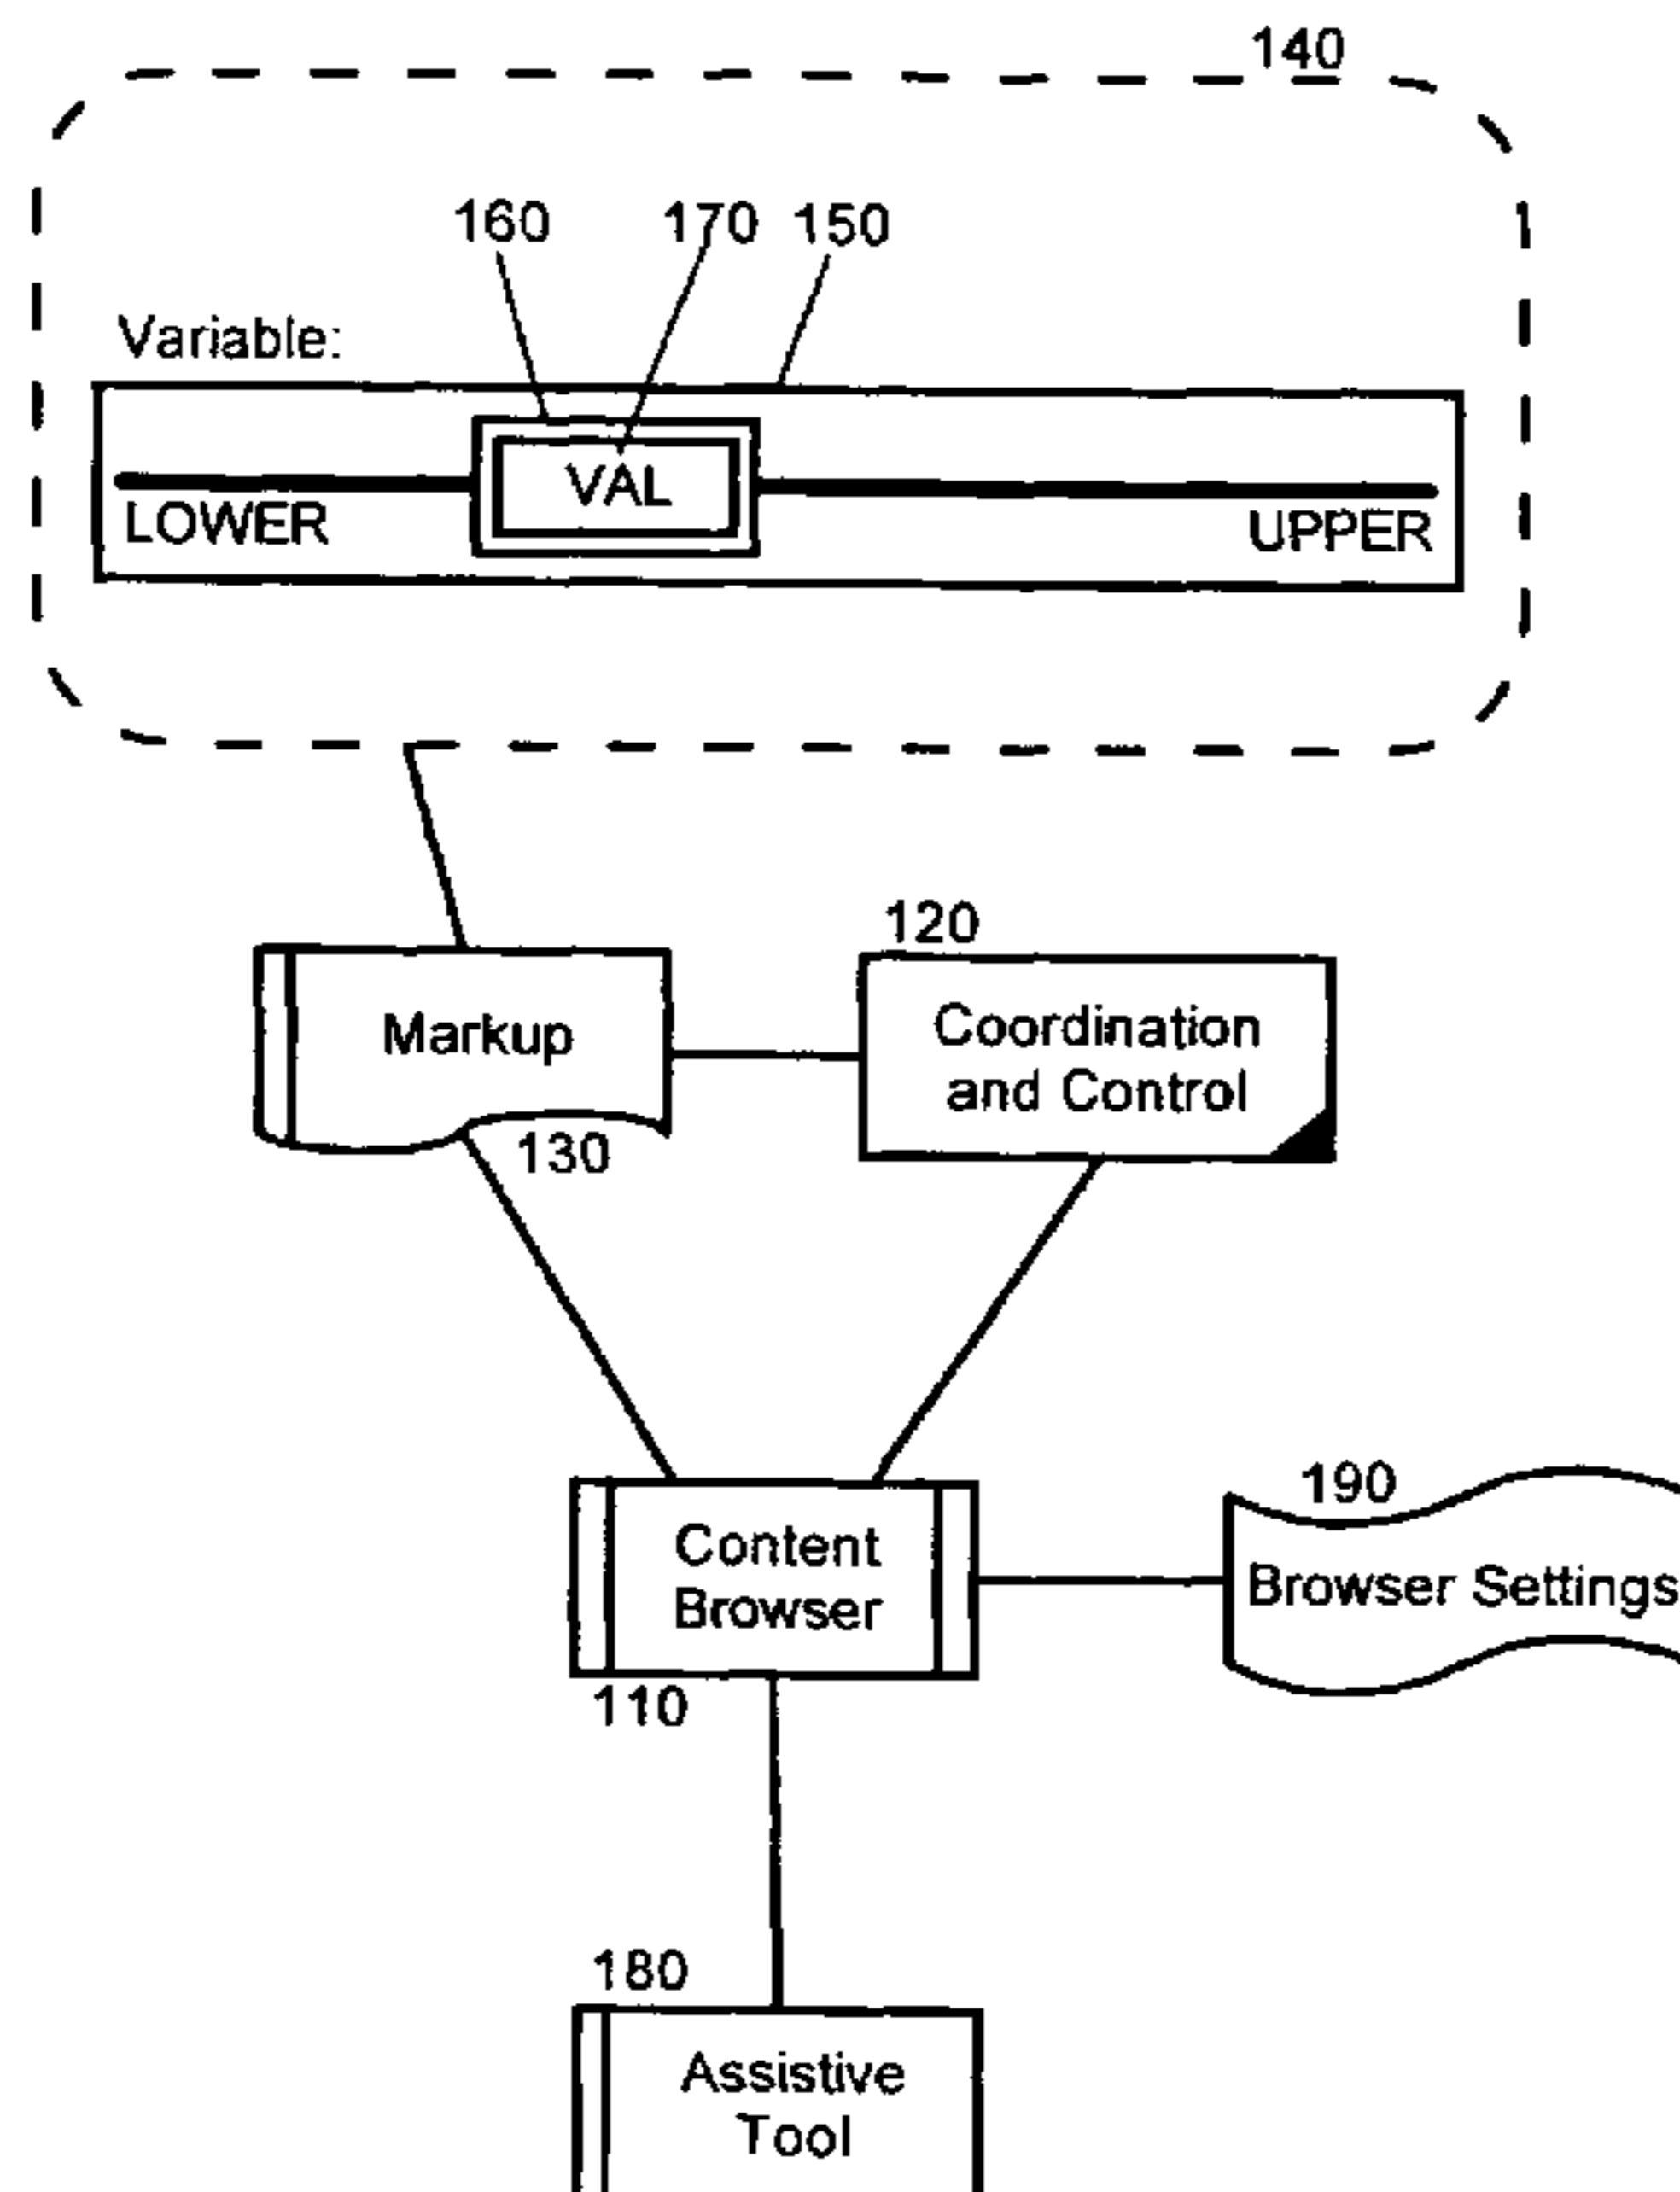 140
160 170 150
Variable:
VAL
LOWER
UPPER
120
Markup
Coordination
and Control
130
190
Content
Browser
Browser Settings
110
180
Assistive
Tool